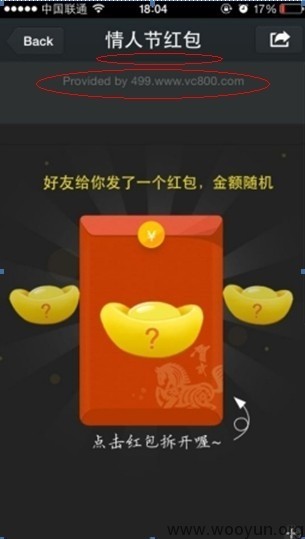 中国联通 18:04 17%
Back 情人节红包
Provided by 499.www.vc800.com
好友给你发了一个红包，金额随机
¥
? ? ?
点击红包拆开喔~
www.wooyun.org